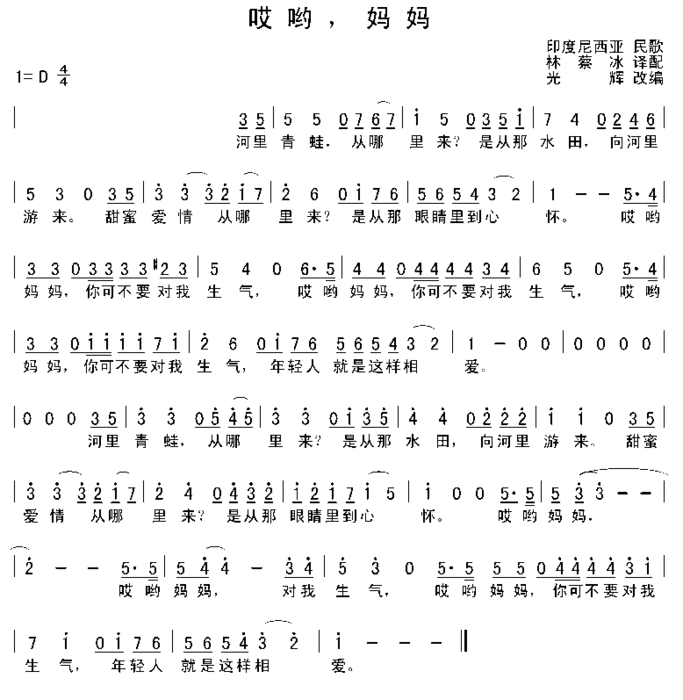 哎哟，妈妈
印度尼西亚 民歌
1= D 4/4
林 蔡 冰 译配
光 辉 改编
| 3 5 | 5 5 0 7 6 7 | i 5 0 3 5 i | 7 4 0 2 4 6 |
河里 青 蛙， 从哪 里 来？ 是从那 水 田， 向河里
5 3 0 3 5 | 3 3 3 2 i 7 | 2 6 0 i 7 6 | 5 6 5 4 3 2 | 1 - - 5· 4 |
游 来。 甜蜜 爱 情 从哪 里 来？ 是从那 眼睛里到心 怀。 哎 哟
| 3 3 0 3 3 3 3 #2 3 | 5 4 0 6· 5 | 4 4 0 4 4 4 4 3 4 | 6 5 0 5· 4 |
妈 妈， 你可不要对我 生 气， 哎 哟 妈 妈， 你可不要对我 生 气， 哎 哟
| 3 3 0 i i i i 7 i | 2 6 0 i 7 6 5 6 5 4 3 2 | 1 - 0 0 | 0 0 0 0 |
妈 妈， 你可不要对我 生 气， 年轻人 就是这样相 爱。
| 0 0 0 3 5 | 3 3 0 5 4 5 | 3 3 0 i 3 5 | 4 4 0 2 2 2 | i i 0 3 5 |
河里 青 蛙， 从哪 里 来？ 是从那 水 田， 向河里 游 来。 甜蜜
| 3 3 3 2 i 7 | 2 4 0 4 3 2 | i 2 i 7 i 5 | i 0 0 5· 5 | 5 3 3 - - |
爱 情 从哪 里 来？ 是从那 眼睛里到心 怀。 哎 哟 妈 妈，
| 2 - - 5· 5 | 5 4 4 - 3 4 | 5 3 0 5· 5 | 5 5 0 4 4 4 4 3 i |
哎 哟 妈 妈， 对我 生 气， 哎 哟 妈 妈， 你可不要对我
| 7 i 0 i 7 6 | 5 6 5 4 3 2 | i - - - ‖
生 气， 年轻人 就是这样相 爱。